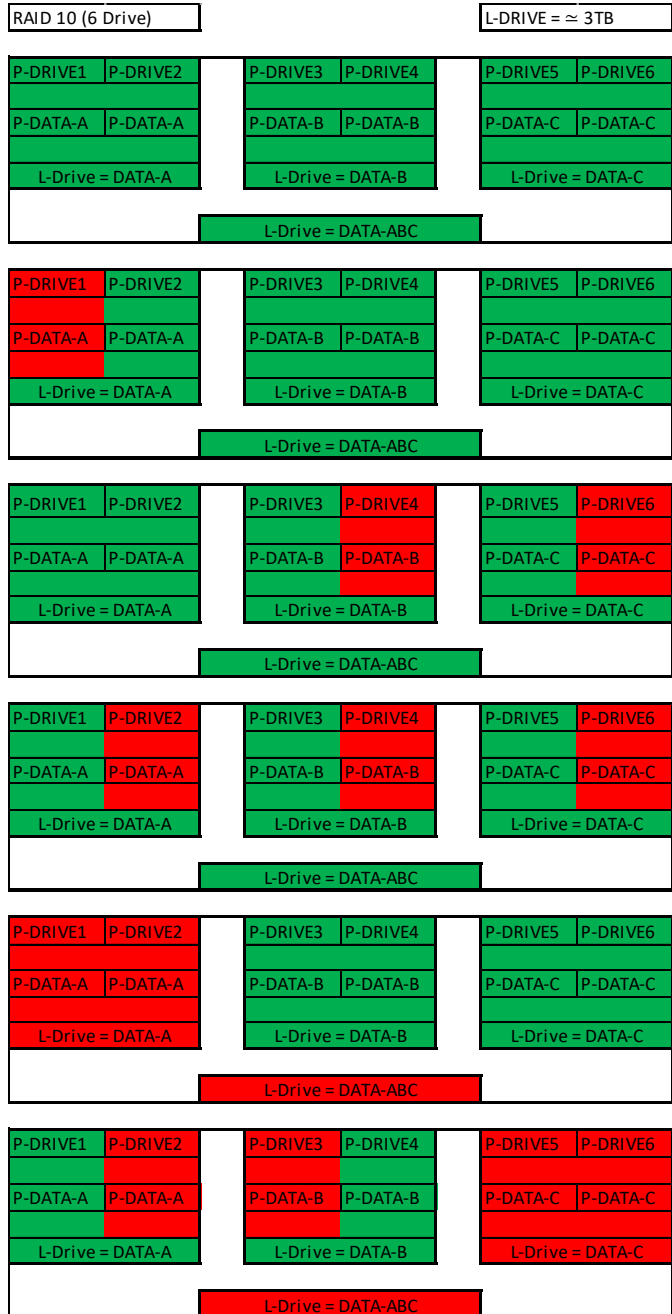 RAID 10 (6 Drive) L-DRIVE = ≃ 3TB
P-DRIVE1 P-DRIVE2 P-DRIVE3 P-DRIVE4 P-DRIVE5 P-DRIVE6
P-DATA-A P-DATA-A P-DATA-B P-DATA-B P-DATA-C P-DATA-C
L-Drive = DATA-A L-Drive = DATA-B L-Drive = DATA-C
L-Drive = DATA-ABC
P-DRIVE1 P-DRIVE2 P-DRIVE3 P-DRIVE4 P-DRIVE5 P-DRIVE6
P-DATA-A P-DATA-A P-DATA-B P-DATA-B P-DATA-C P-DATA-C
L-Drive = DATA-A L-Drive = DATA-B L-Drive = DATA-C
L-Drive = DATA-ABC
P-DRIVE1 P-DRIVE2 P-DRIVE3 P-DRIVE4 P-DRIVE5 P-DRIVE6
P-DATA-A P-DATA-A P-DATA-B P-DATA-B P-DATA-C P-DATA-C
L-Drive = DATA-A L-Drive = DATA-B L-Drive = DATA-C
L-Drive = DATA-ABC
P-DRIVE1 P-DRIVE2 P-DRIVE3 P-DRIVE4 P-DRIVE5 P-DRIVE6
P-DATA-A P-DATA-A P-DATA-B P-DATA-B P-DATA-C P-DATA-C
L-Drive = DATA-A L-Drive = DATA-B L-Drive = DATA-C
L-Drive = DATA-ABC
P-DRIVE1 P-DRIVE2 P-DRIVE3 P-DRIVE4 P-DRIVE5 P-DRIVE6
P-DATA-A P-DATA-A P-DATA-B P-DATA-B P-DATA-C P-DATA-C
L-Drive = DATA-A L-Drive = DATA-B L-Drive = DATA-C
L-Drive = DATA-ABC
P-DRIVE1 P-DRIVE2 P-DRIVE3 P-DRIVE4 P-DRIVE5 P-DRIVE6
P-DATA-A P-DATA-A P-DATA-B P-DATA-B P-DATA-C P-DATA-C
L-Drive = DATA-A L-Drive = DATA-B L-Drive = DATA-C
L-Drive = DATA-ABC